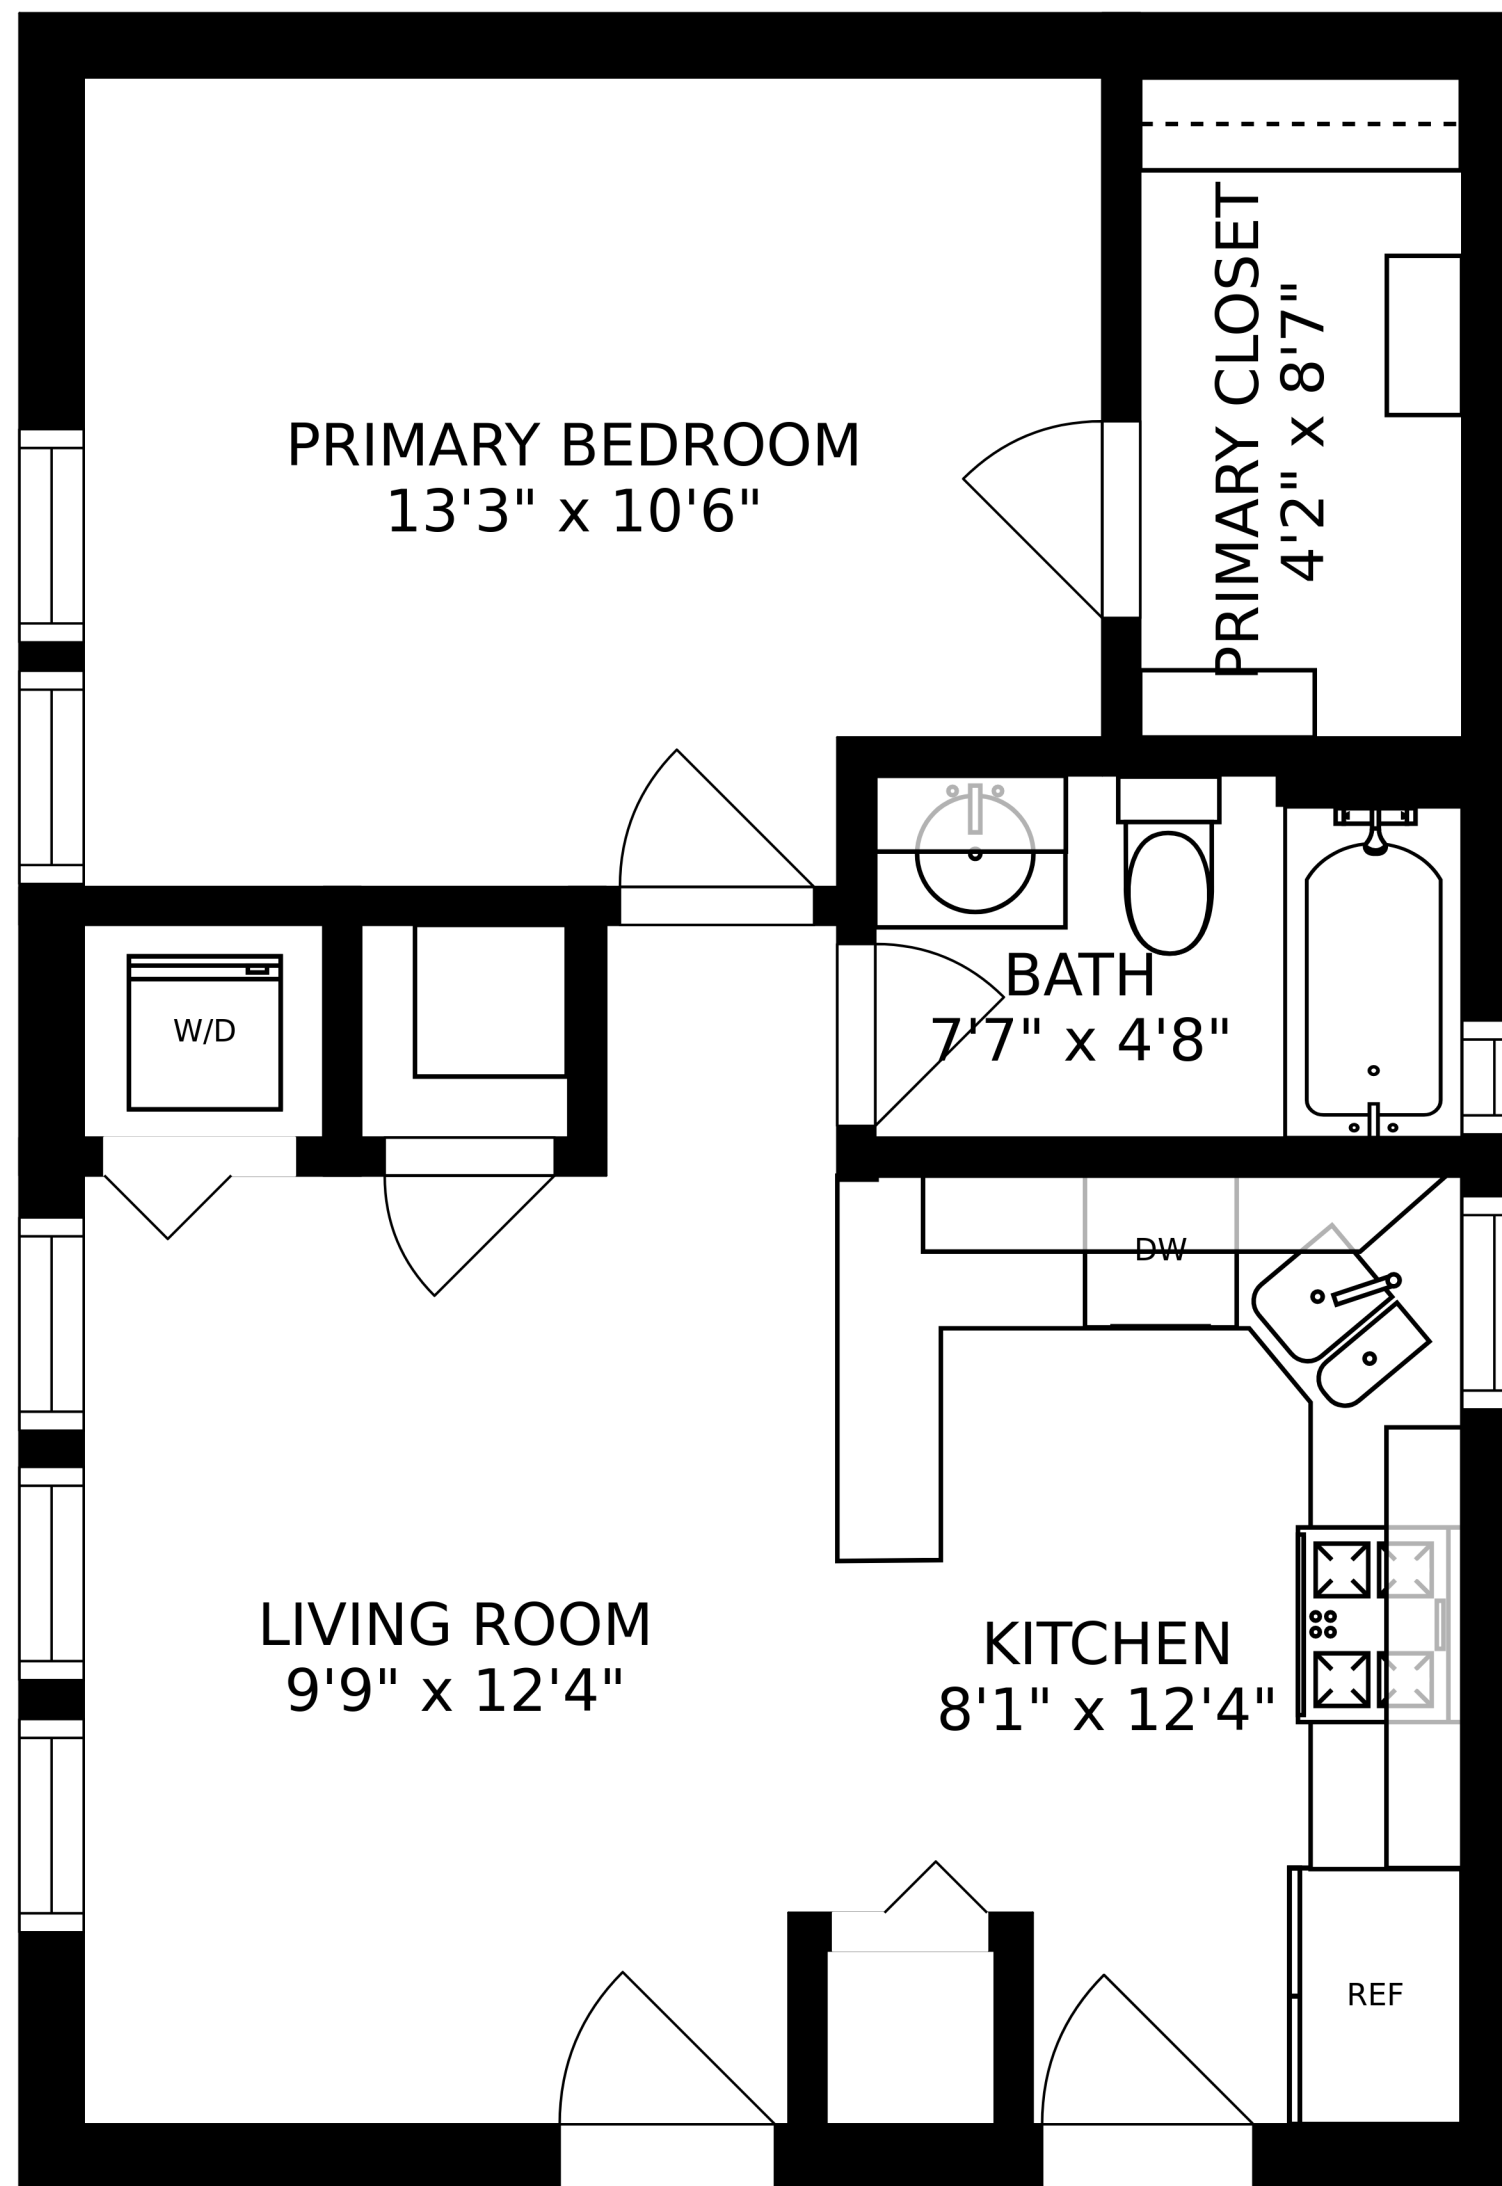 PRIMARY BEDROOM
13'3" x 10'6"
PRIMARY CLOSET
4'2" x 8'7"
W/D
BATH
7'7" x 4'8"
DW
LIVING ROOM
9'9" x 12'4"
KITCHEN
8'1" x 12'4"
REF